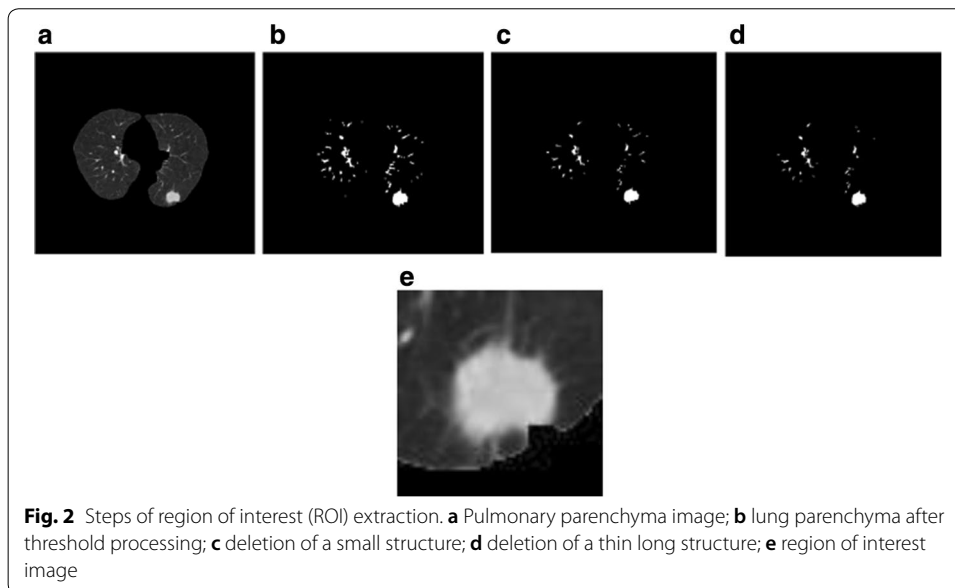 a b c d
e
Fig. 2 Steps of region of interest (ROI) extraction. a Pulmonary parenchyma image; b lung parenchyma after
threshold processing; c deletion of a small structure; d deletion of a thin long structure; e region of interest
image